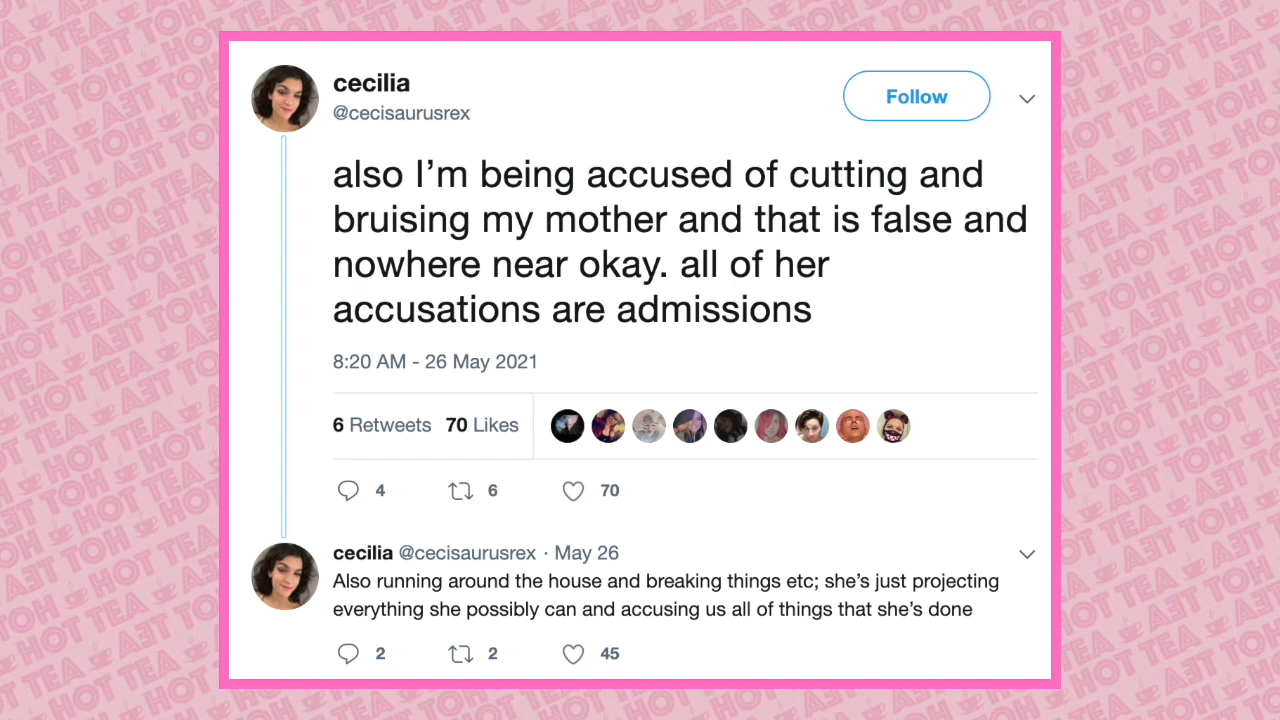 cecilia
@cecisaurusrex
Follow
also I’m being accused of cutting and
bruising my mother and that is false and
nowhere near okay. all of her
accusations are admissions
8:20 AM - 26 May 2021
6 Retweets 70 Likes
4 6 70
cecilia @cecisaurusrex · May 26
Also running around the house and breaking things etc; she’s just projecting
everything she possibly can and accusing us all of things that she’s done
2 2 45
HOT TEA